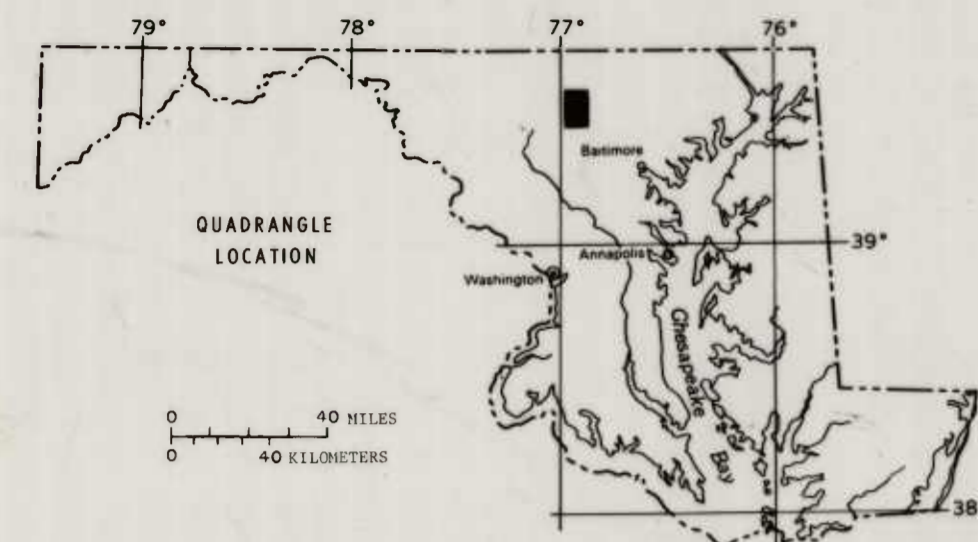 79° 78° 77° 76°
Baltimore
QUADRANGLE
LOCATION
39°
Annapolis
Washington
Chesapeake
Bay
0 40 MILES
0 40 KILOMETERS
38